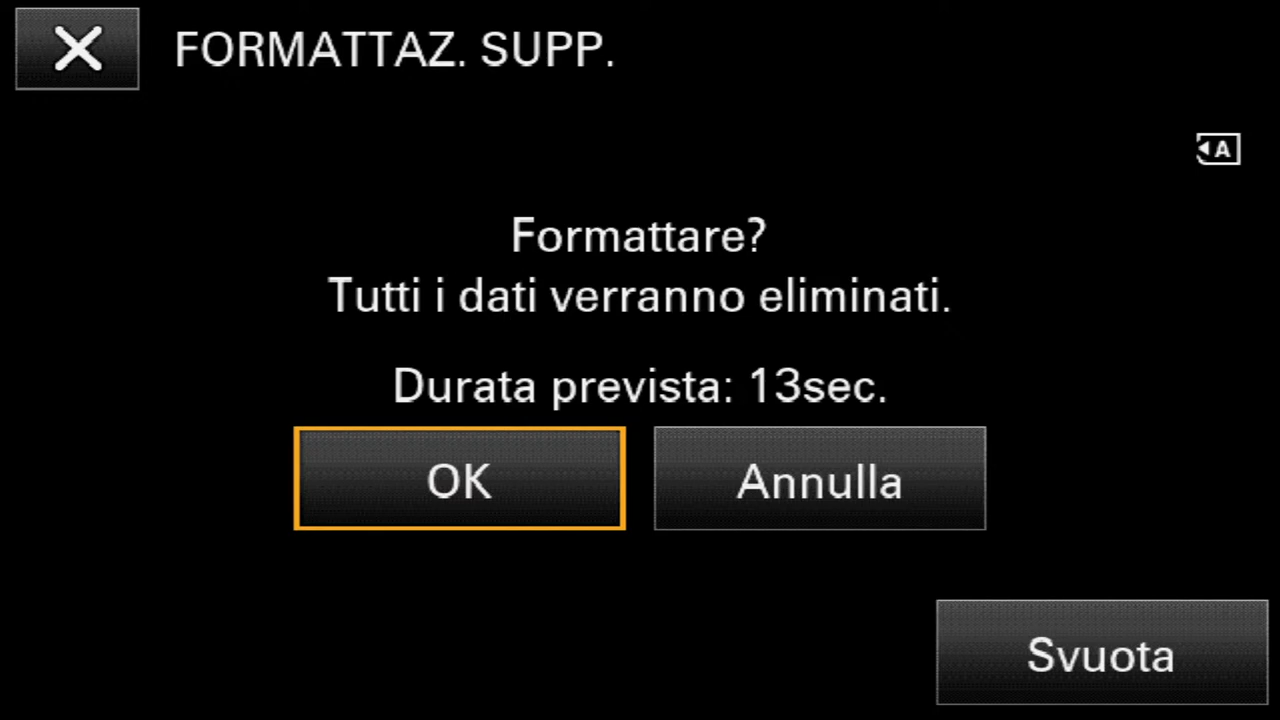 FORMATTAZ. SUPP.
A
Formattare?
Tutti i dati verranno eliminati.
Durata prevista: 13sec.
OK Annulla
Svuota